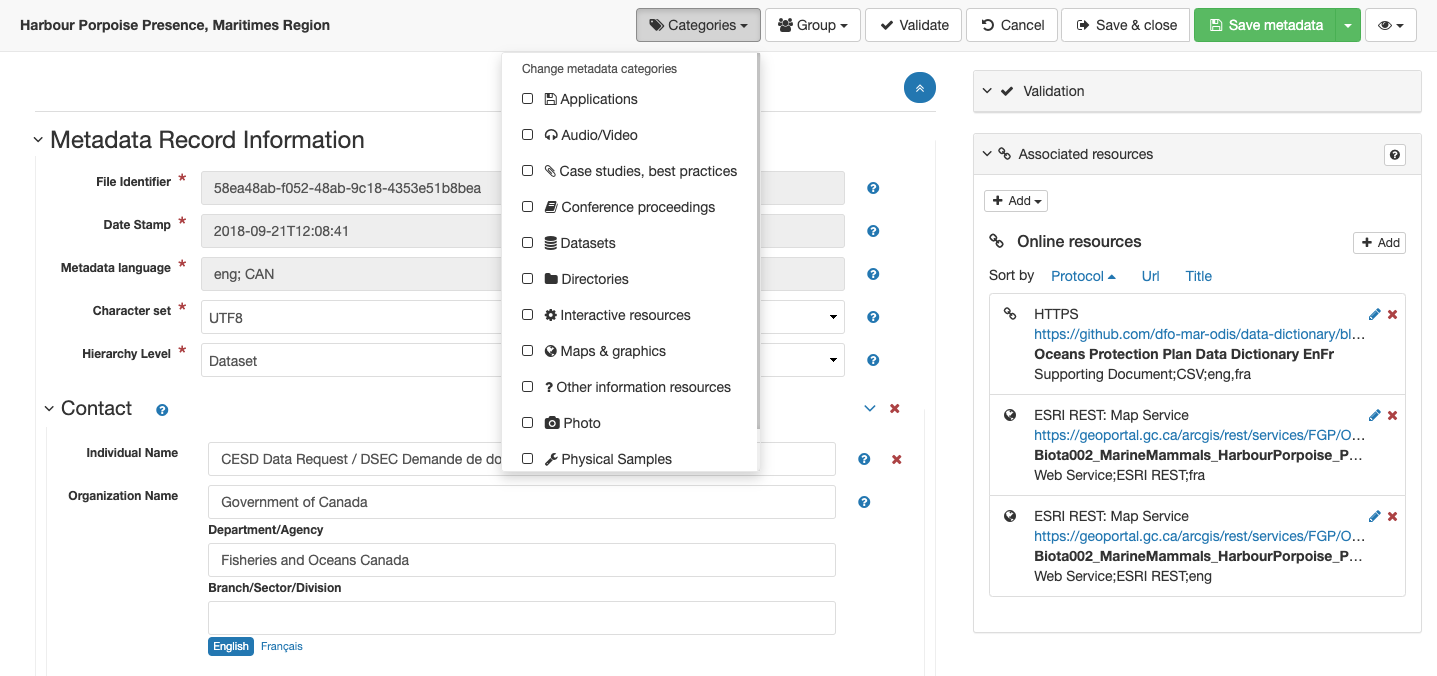 Harbour Porpoise Presence, Maritimes Region
Categories
Group
Validate
Cancel
Save & close
Save metadata
Change metadata categories
Applications
Audio/Video
Case studies, best practices
Conference proceedings
Datasets
Directories
Interactive resources
Maps & graphics
? Other information resources
Photo
Physical Samples
Metadata Record Information
File Identifier *
58ea48ab-f052-48ab-9c18-4353e51b8bea
Date Stamp *
2018-09-21T12:08:41
Metadata language *
eng; CAN
Character set *
UTF8
Hierarchy Level *
Dataset
Contact
Individual Name
CESD Data Request / DSEC Demande de do
Organization Name
Government of Canada
Department/Agency
Fisheries and Oceans Canada
Branch/Sector/Division
English Français
Validation
Associated resources
+ Add
Online resources
+ Add
Sort by Protocol Url Title
HTTPS
https://github.com/dfo-mar-odis/data-dictionary/bl...
Oceans Protection Plan Data Dictionary EnFr
Supporting Document;CSV;eng,fra
ESRI REST: Map Service
https://geoportal.gc.ca/arcgis/rest/services/FGP/O...
Biota002_MarineMammals_HarbourPorpoise_P...
Web Service;ESRI REST;fra
ESRI REST: Map Service
https://geoportal.gc.ca/arcgis/rest/services/FGP/O...
Biota002_MarineMammals_HarbourPorpoise_P...
Web Service;ESRI REST;eng